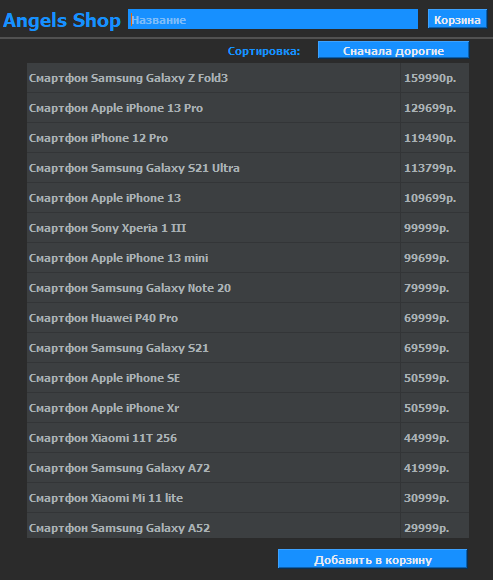 Angels Shop Название Корзина
Сортировка: Сначала дорогие
Смартфон Samsung Galaxy Z Fold3 159990р.
Смартфон Apple iPhone 13 Pro 129699р.
Смартфон iPhone 12 Pro 119490р.
Смартфон Samsung Galaxy S21 Ultra 113799р.
Смартфон Apple iPhone 13 109699р.
Смартфон Sony Xperia 1 III 99999р.
Смартфон Apple iPhone 13 mini 99699р.
Смартфон Samsung Galaxy Note 20 79999р.
Смартфон Huawei P40 Pro 69999р.
Смартфон Samsung Galaxy S21 69599р.
Смартфон Apple iPhone SE 50599р.
Смартфон Apple iPhone Xr 50599р.
Смартфон Xiaomi 11T 256 44999р.
Смартфон Samsung Galaxy A72 41999р.
Смартфон Xiaomi Mi 11 lite 30999р.
Смартфон Samsung Galaxy A52 29999р.
Добавить в корзину